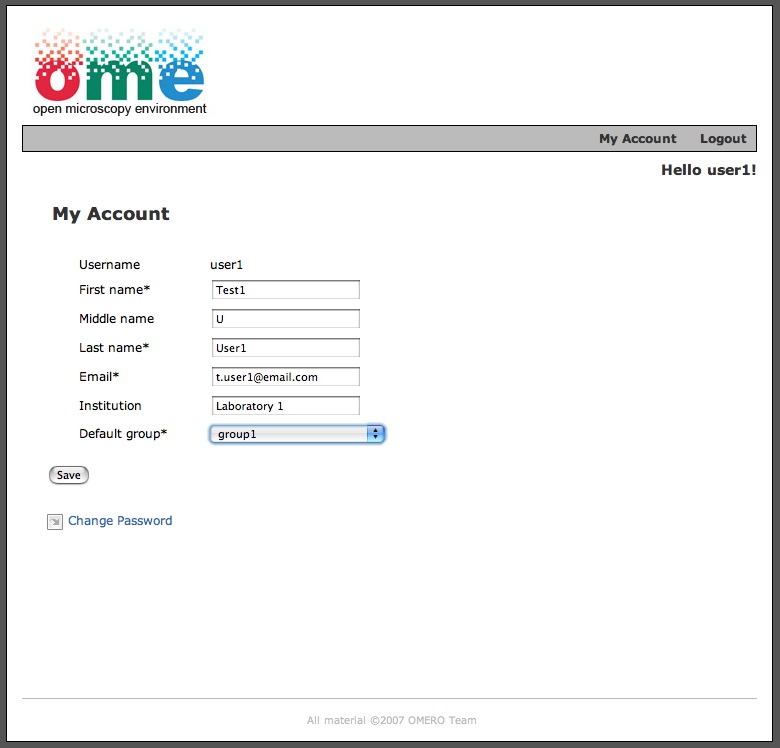 ome
open microscopy environment
My Account Logout
Hello user1!
My Account
Username user1
First name* Test1
Middle name U
Last name* User1
Email* t.user1@email.com
Institution Laboratory 1
Default group* group1
Save
Change Password
All material ©2007 OMERO Team